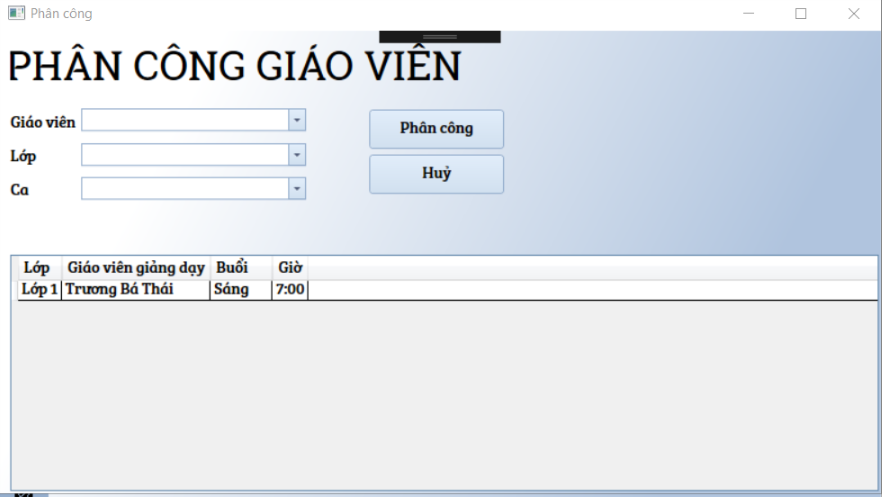 Phân công
PHÂN CÔNG GIÁO VIÊN
Giáo viên
Phân công
Lớp
Huỷ
Ca
Lớp Giáo viên giảng dạy Buổi Giờ
Lớp 1 Trương Bá Thái Sáng 7:00